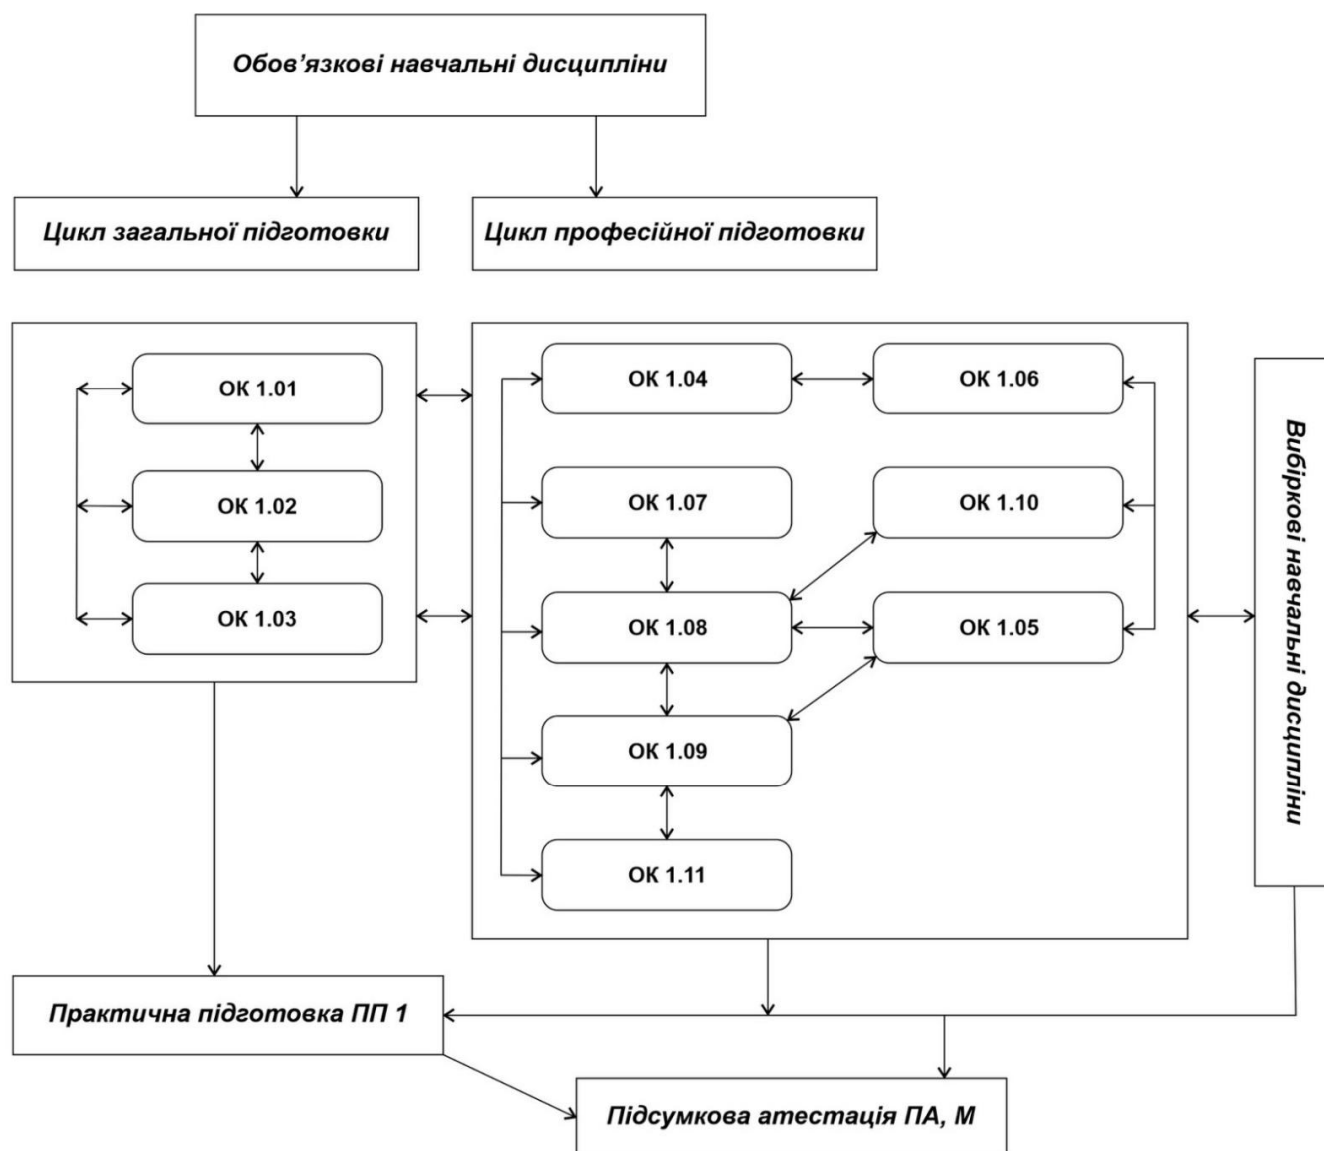 Обов’язкові навчальні дисципліни
Цикл загальної підготовки
Цикл професійної підготовки
ОК 1.01
ОК 1.02
ОК 1.03
ОК 1.04
ОК 1.06
ОК 1.07
ОК 1.10
ОК 1.08
ОК 1.05
ОК 1.09
ОК 1.11
Вибіркові навчальні дисципліни
Практична підготовка ПП 1
Підсумкова атестація ПА, М